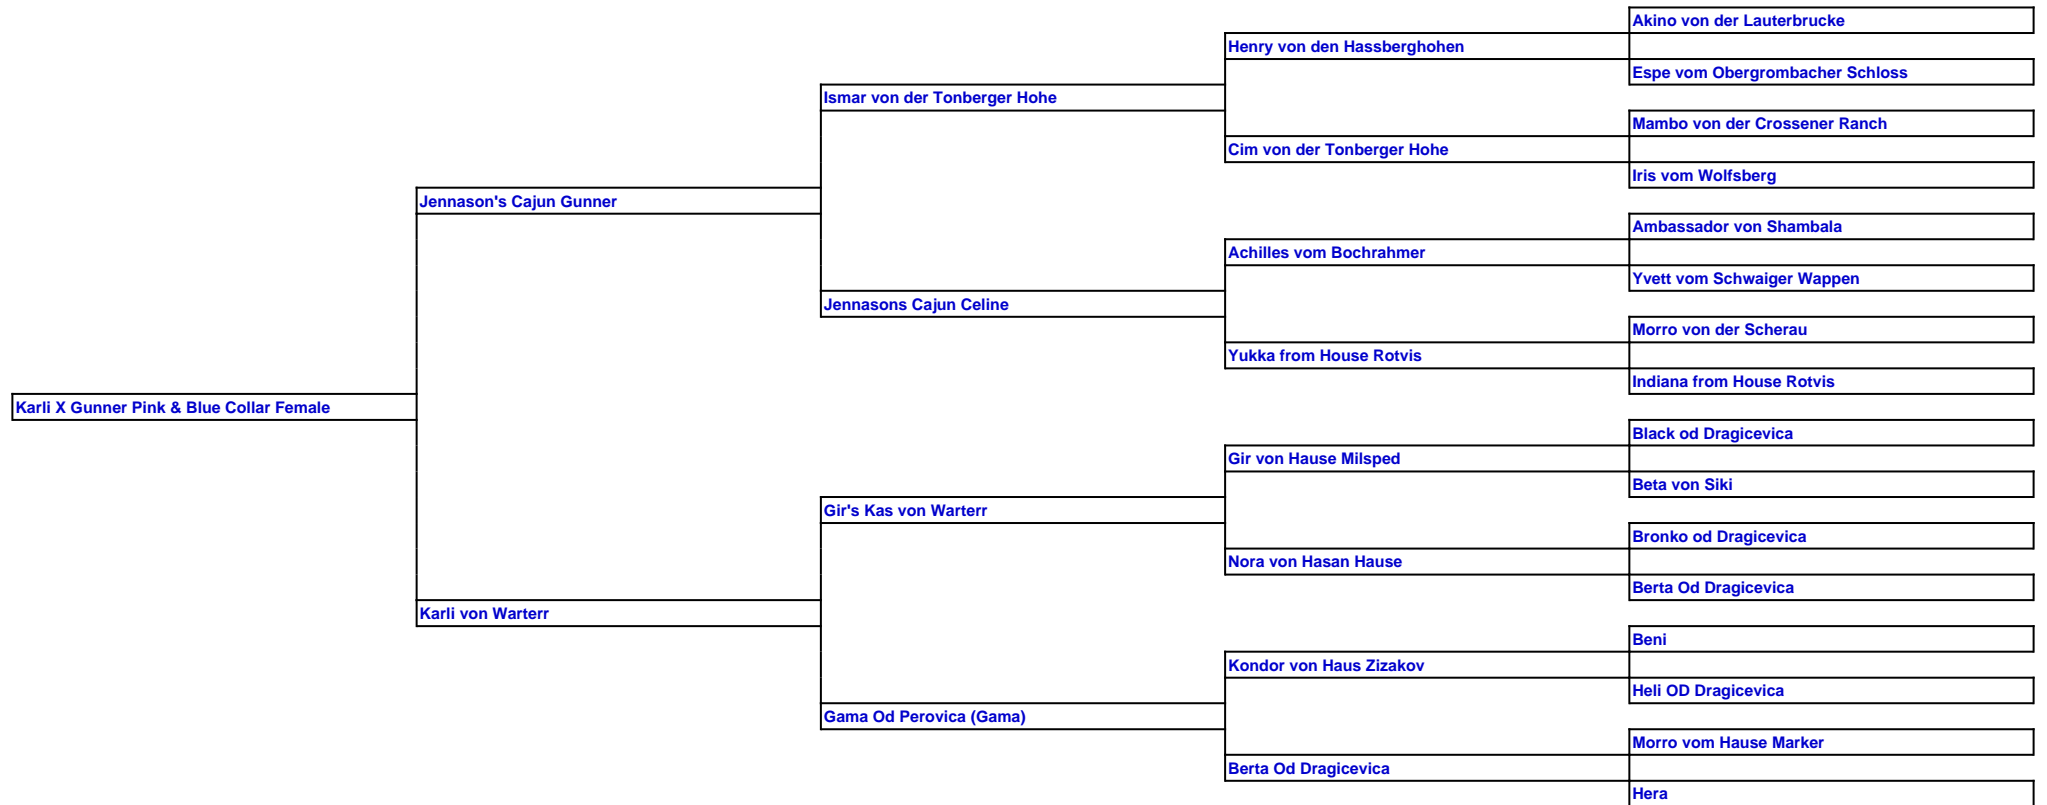 Akino von der Lauterbrucke
Henry von den Hassberghohen
Espe vom Obergrombacher Schloss
Ismar von der Tonberger Hohe
Mambo von der Crossener Ranch
Cim von der Tonberger Hohe
Iris vom Wolfsberg
Jennason's Cajun Gunner
Ambassador von Shambala
Achilles vom Bochrahmer
Yvett vom Schwaiger Wappen
Jennasons Cajun Celine
Morro von der Scherau
Yukka from House Rotvis
Indiana from House Rotvis
Karli X Gunner Pink & Blue Collar Female
Black od Dragicevica
Gir von Hause Milsped
Beta von Siki
Gir's Kas von Warterr
Bronko od Dragicevica
Nora von Hasan Hause
Berta Od Dragicevica
Karli von Warterr
Beni
Kondor von Haus Zizakov
Heli OD Dragicevica
Gama Od Perovica (Gama)
Morro vom Hause Marker
Berta Od Dragicevica
Hera